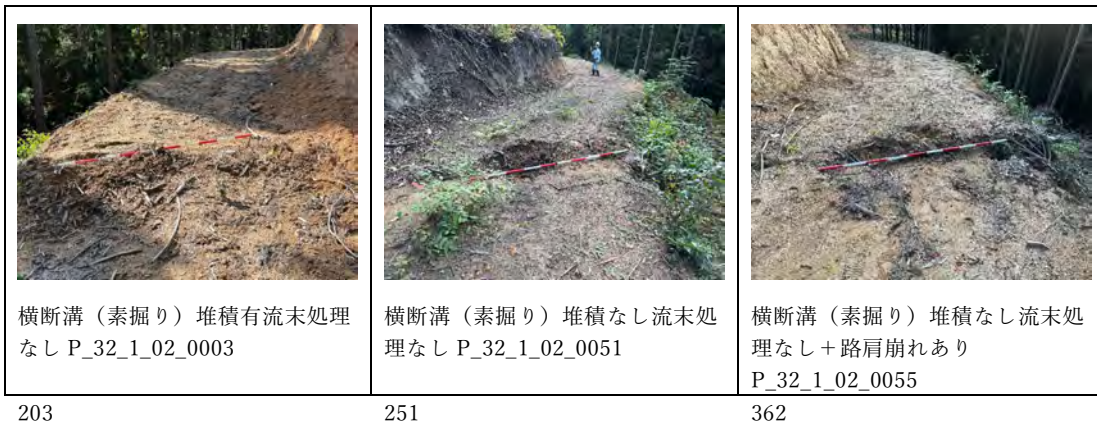 横断溝（素掘り）堆積有流末処理
なし P_32_1_02_0003
横断溝（素掘り）堆積なし流末処
理なし P_32_1_02_0051
横断溝（素掘り）堆積なし流末処
理なし＋路肩崩れあり
P_32_1_02_0055
203
251
362